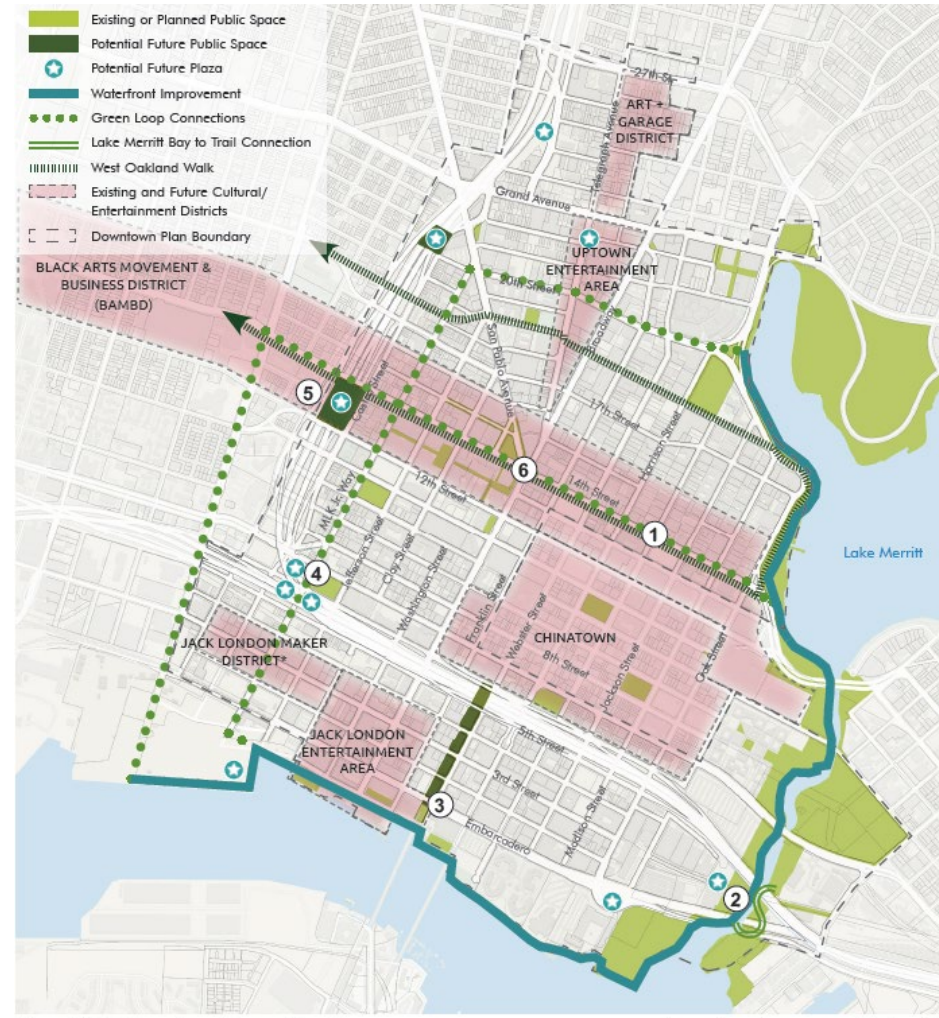 Existing or Planned Public Space
Potential Future Public Space
Potential Future Plaza
Waterfront Improvement
Green Loop Connections
Lake Merritt Bay to Trail Connection
West Oakland Walk
Existing and Future Cultural/
Entertainment Districts
Downtown Plan Boundary
27th St.
ART +
GARAGE
DISTRICT
Telegraph Avenue
Grand Avenue
UPTOWN
ENTERTAINMENT
AREA
20th Street
Broadway
BLACK ARTS MOVEMENT &
BUSINESS DISTRICT
(BAMBD)
San Pablo Avenue
17th Street
Harrison Street
5
Castro Street
6
14th Street
12th Street
1
MLK Jr. Way
Lake Merritt
4
Jefferson Street
Clay Street
Washington Street
Franklin Street
Webster Street
CHINATOWN
8th Street
Jackson Street
Oak Street
JACK LONDON MAKER
DISTRICT*
JACK LONDON
ENTERTAINMENT
AREA
5th Street
3rd Street
3
Embarcadero
Madison Street
2